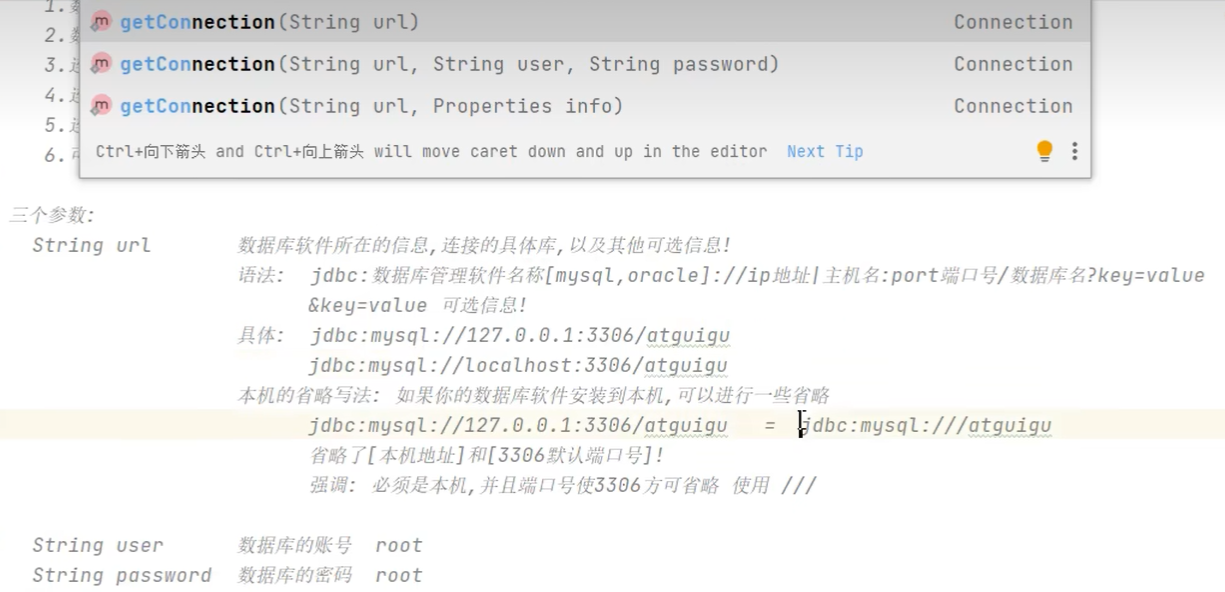 1.
getConnection(String url) Connection
2.
3.
getConnection(String url, String user, String password) Connection
4.
getConnection(String url, Properties info) Connection
5.
6.
Ctrl+向下箭头 and Ctrl+向上箭头 will move caret down and up in the editor Next Tip
三个参数:
String url 数据库软件所在的信息,连接的具体库,以及其他可选信息!
语法: jdbc:数据库管理软件名称[mysql,oracle]://ip地址|主机名:port端口号/数据库名?key=value
&key=value 可选信息!
具体: jdbc:mysql://127.0.0.1:3306/atguigu
jdbc:mysql://localhost:3306/atguigu
本机的省略写法: 如果你的数据库软件安装到本机,可以进行一些省略
jdbc:mysql://127.0.0.1:3306/atguigu = jdbc:mysql:///atguigu
省略了[本机地址]和[3306默认端口号]!
强调: 必须是本机,并且端口号使3306方可省略 使用 ///
String user 数据库的账号 root
String password 数据库的密码 root